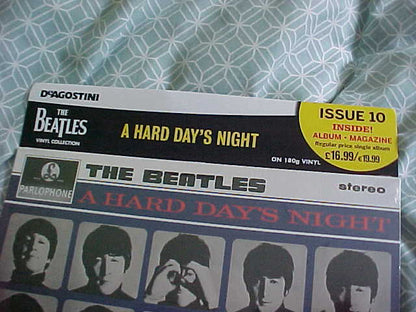 DeAGOSTINI
THE
BEATLES
VINYL COLLECTION
A HARD DAY'S NIGHT
ON 180g VINYL
ISSUE 10
INSIDE!
ALBUM + MAGAZINE
Regular price single album
£16.99/€19.99
PARLOPHONE
THE BEATLES
stereo
A HARD DAY'S NIGHT